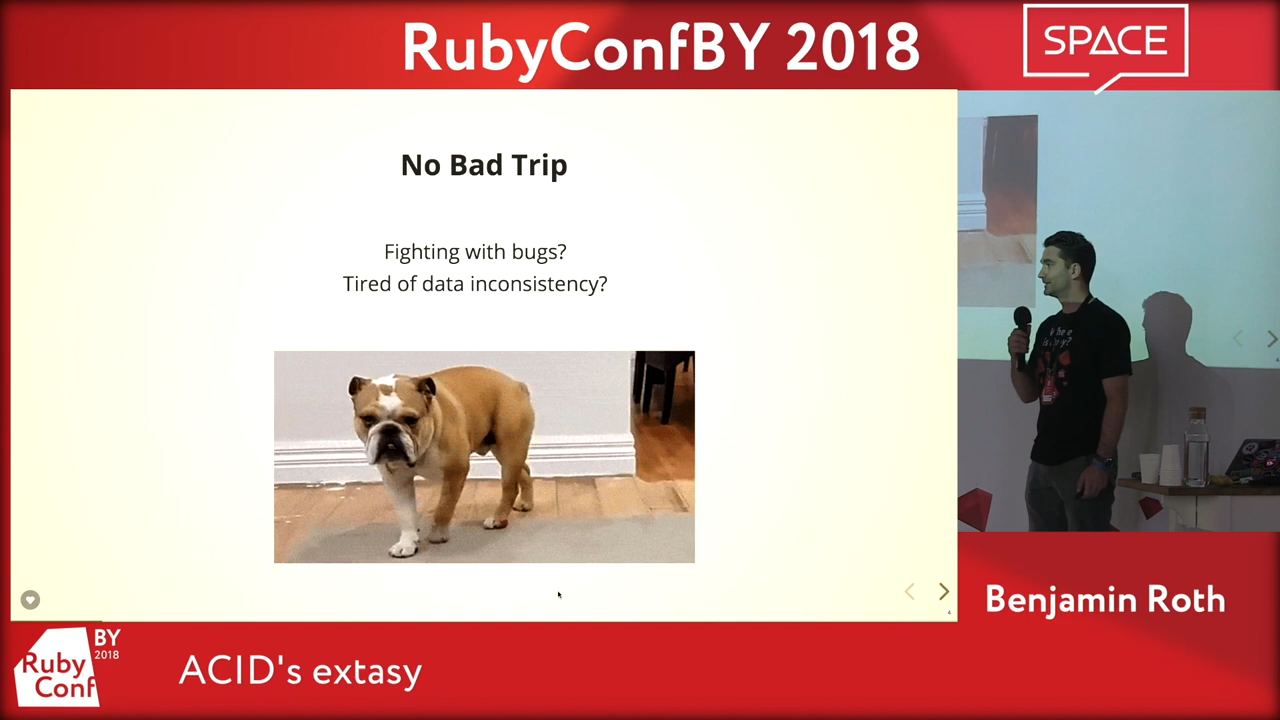 RubyConfBY 2018
SPACE
No Bad Trip
Fighting with bugs?
Tired of data inconsistency?
4
Benjamin Roth
Ruby
Conf
BY
2018
ACID's extasy